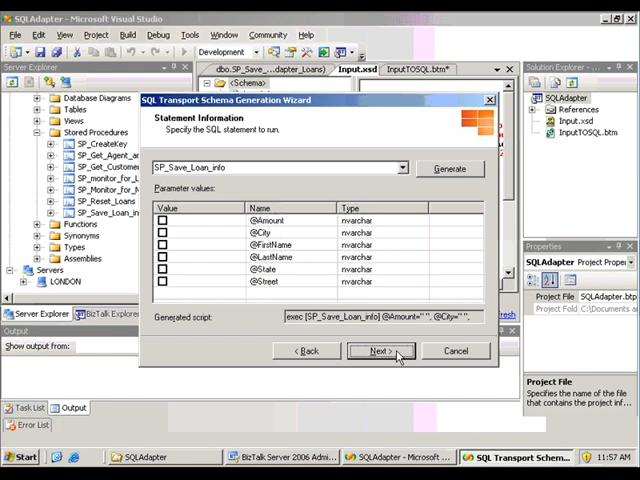 SQLAdapter - Microsoft Visual Studio
File Edit View Project Build Debug Tools Window Community Help
Development
Server Explorer
dbo.SP_Save_...dapter_Loans) Input.xsd InputTOSQL.btm*
Solution Explorer
Database Diagrams
Tables
Views
Stored Procedures
SP_CreateKey
SP_Get_Agent_
SP_Get_Custome
SP_monitor_for_L
SP_Monitor_for_
SP_Reset_Loans
SP_Save_Loan_in
Functions
Synonyms
Types
Assemblies
Servers
LONDON
<Schema>
SQLAdapter
References
Input.xsd
InputTOSQL.btm
SQL Transport Schema Generation Wizard
Statement Information
Specify the SQL statement to run.
SP_Save_Loan_info
Generate
Parameter values:
Value Name Type
@Amount nvarchar
@City nvarchar
@FirstName nvarchar
@LastName nvarchar
@State nvarchar
@Street nvarchar
Generated script: exec [SP_Save_Loan_info] @Amount=" ", @City=" ",
< Back Next > Cancel
Server Explorer BizTalk Explorer
Properties
SQLAdapter Project Proper
Project File SQLAdapter.btp
Project Fold C:\Documents a
Output
Show output from:
Project File
Specifies the name of the file
that contains the project inf...
Task List Output
Error List
Start SQLAdapter BizTalk Server 2006 Admi... SQLAdapter - Microsoft ... SQL Transport Schem... 11:57 AM